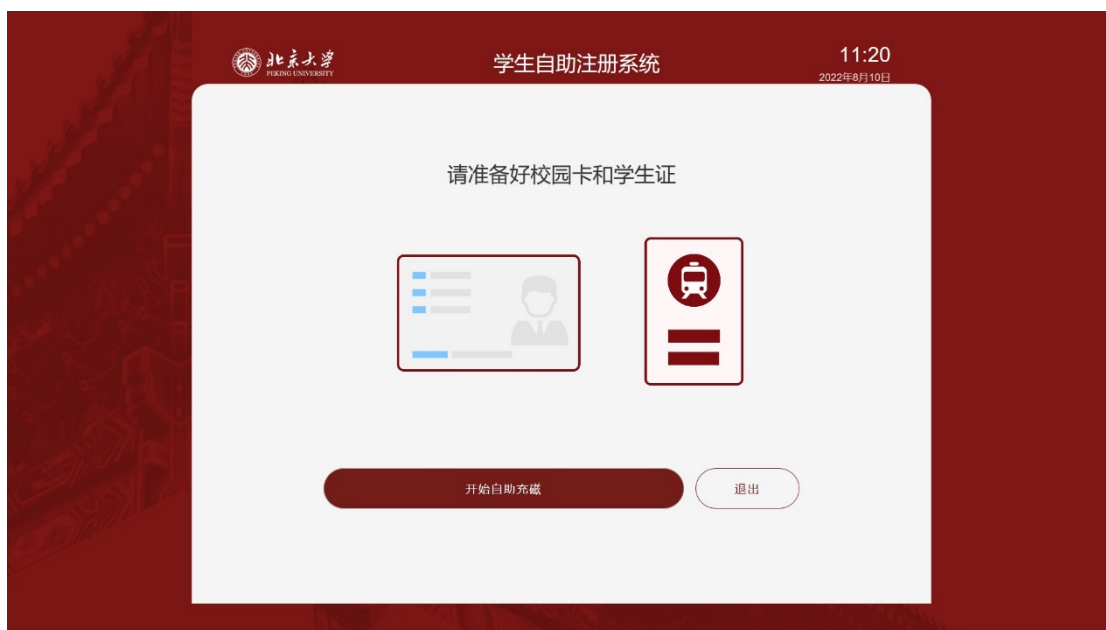 北京大学
PEKING UNIVERSITY
学生自助注册系统
11:20
2022年8月10日
请准备好校园卡和学生证
开始自助充磁
退出